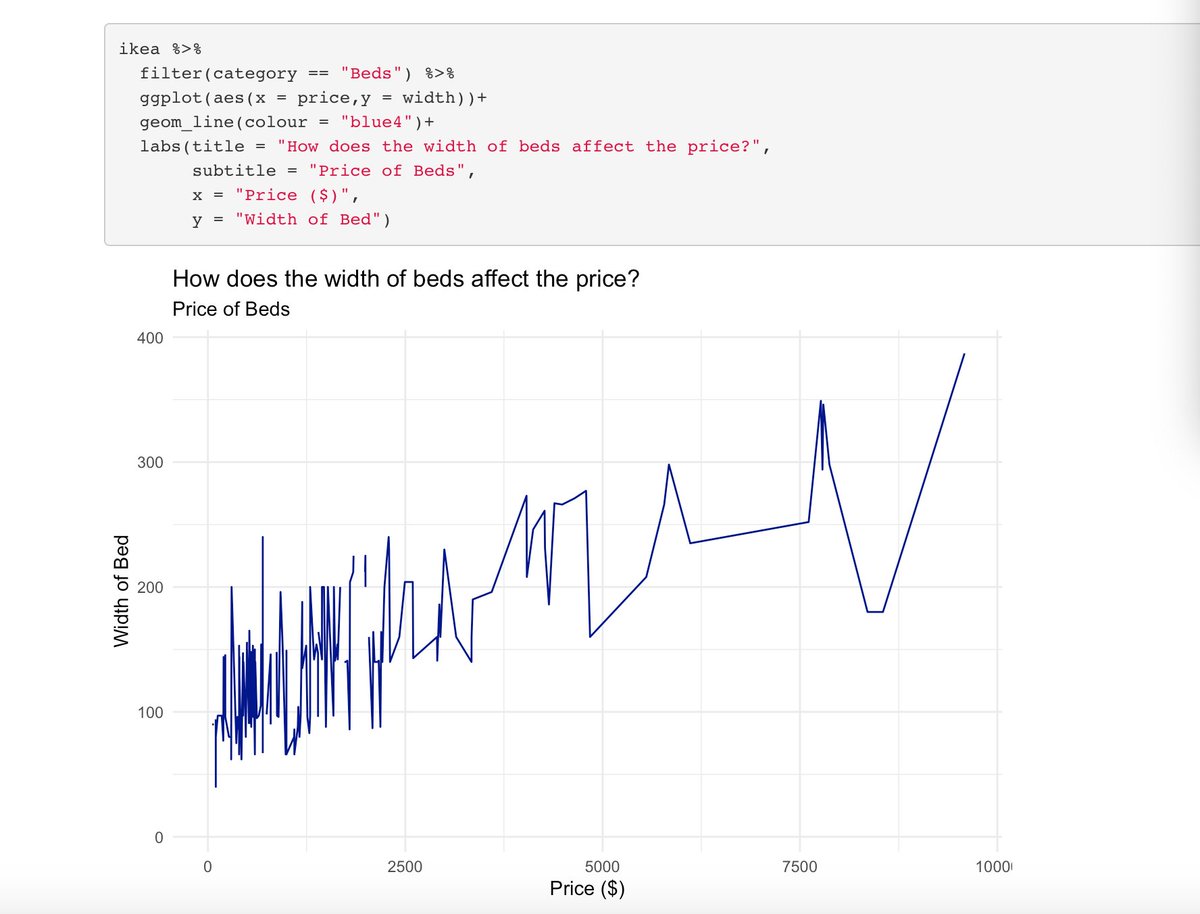 ikea %>%
filter(category == "Beds") %>%
ggplot(aes(x = price,y = width))+
geom_line(colour = "blue4")+
labs(title = "How does the width of beds affect the price?",
subtitle = "Price of Beds",
x = "Price ($)",
y = "Width of Bed")
How does the width of beds affect the price?
Price of Beds
400
300
200
100
0
Width of Bed
0 2500 5000 7500 1000
Price ($)